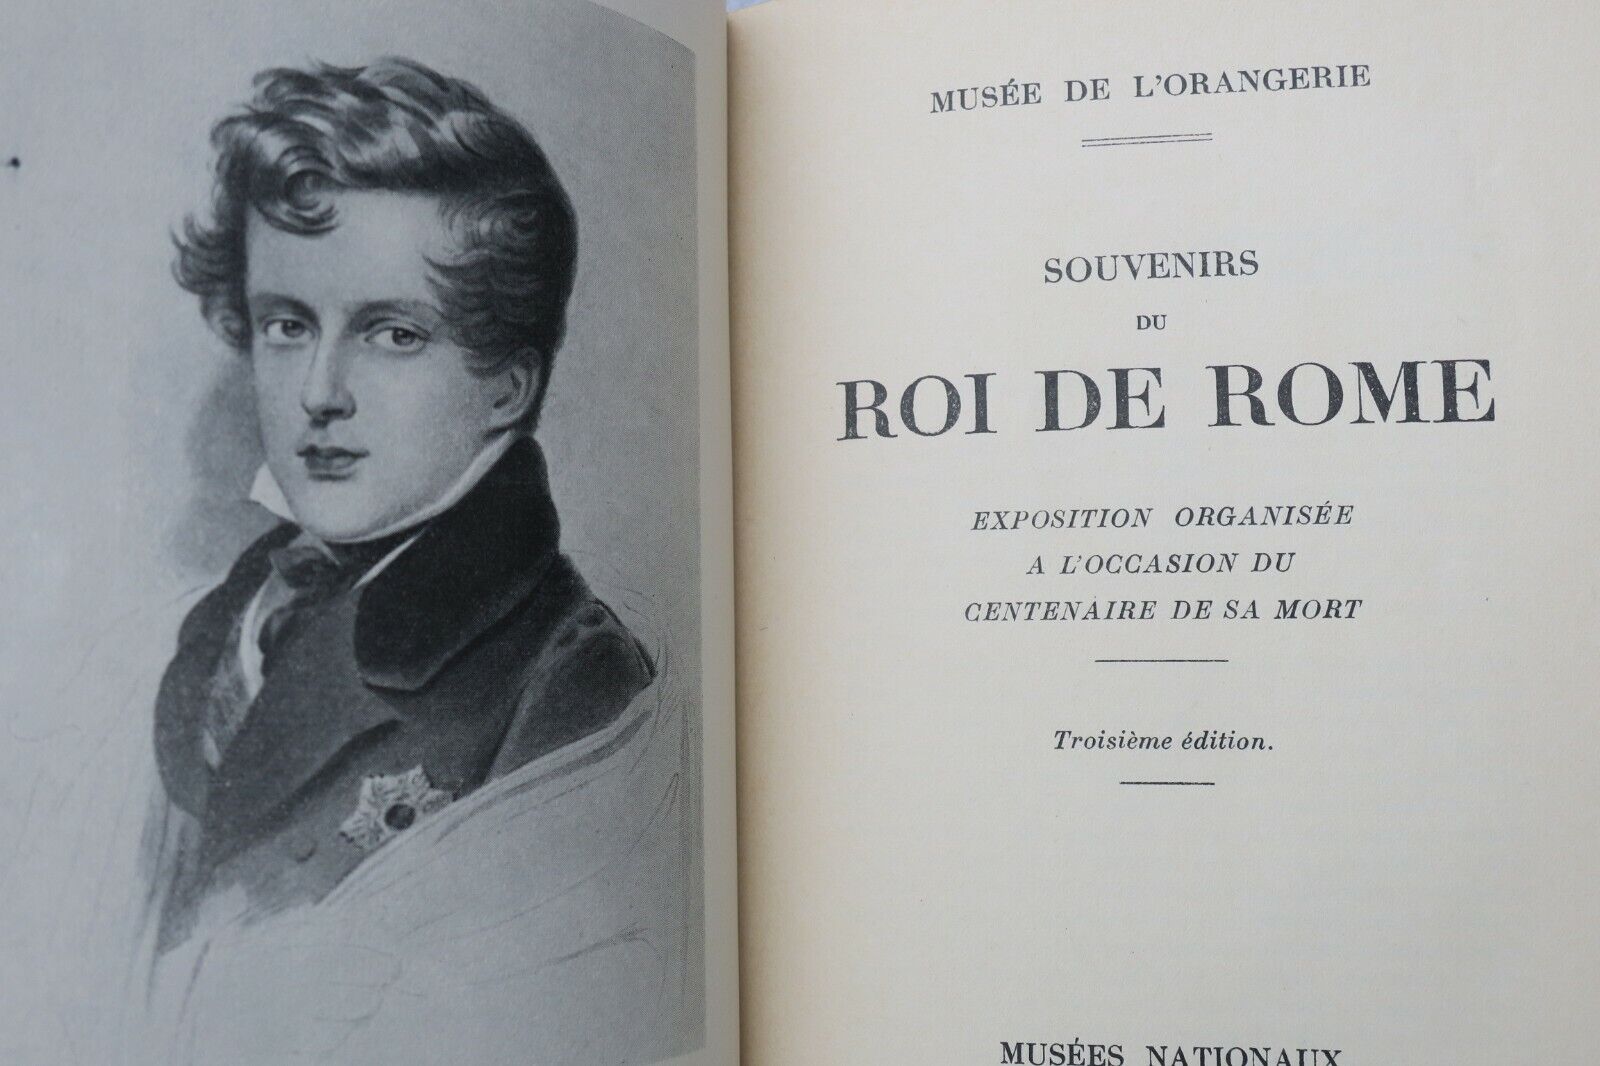 MUSÉE DE L'ORANGERIE
SOUVENIRS
DU
ROI DE ROME
EXPOSITION ORGANISÉE
A L'OCCASION DU
CENTENAIRE DE SA MORT
Troisième édition.
MUSÉES NATIONAUX